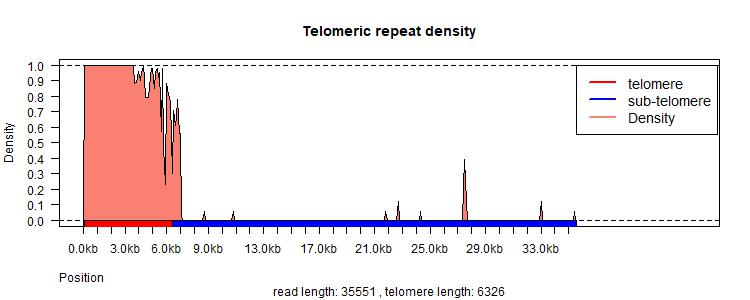 Telomeric repeat density
Density
1.0
0.9
0.8
0.7
0.6
0.5
0.4
0.3
0.2
0.1
0.0
telomere
sub-telomere
Density
0.0kb 3.0kb 6.0kb 9.0kb 13.0kb 17.0kb 21.0kb 25.0kb 29.0kb 33.0kb
Position
read length: 35551 , telomere length: 6326